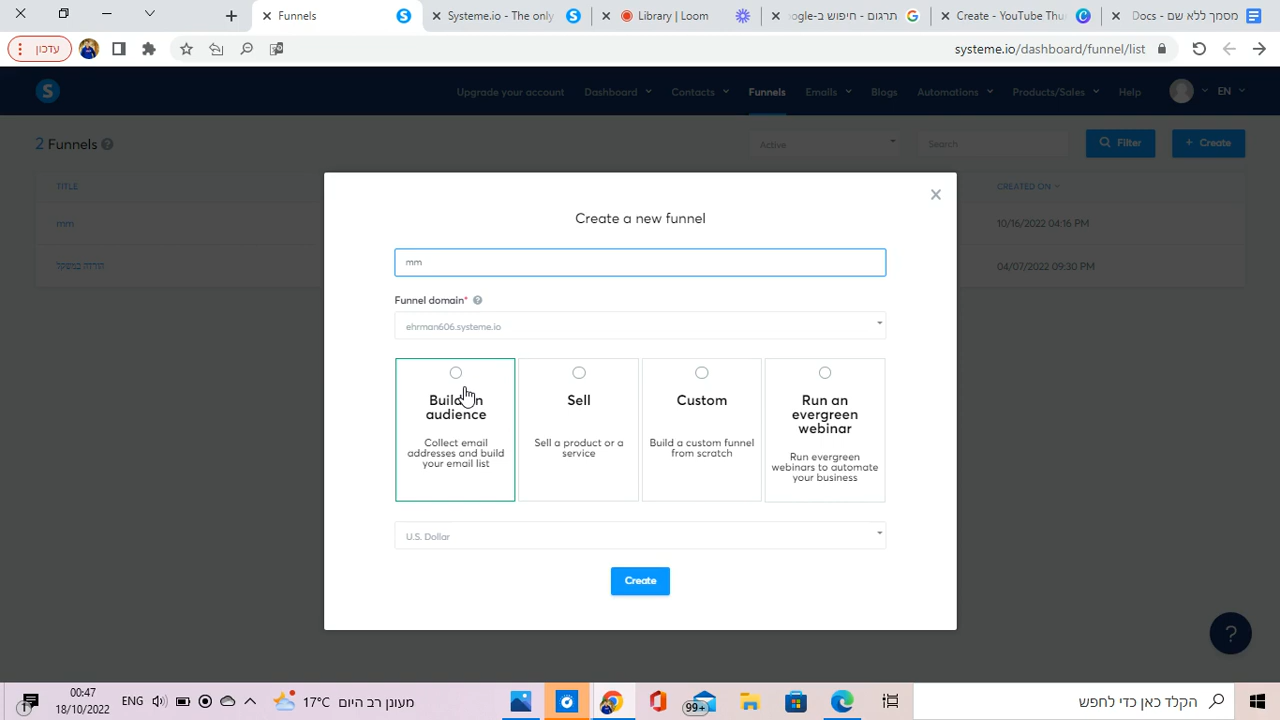 Funnels
Systeme.io - The only
Library | Loom
תרגום - חיפוש ב-Google
Create - YouTube Thu
מסמך ללא שם - Docs
עדכון
systeme.io/dashboard/funnel/list
S
Upgrade your account
Dashboard
Contacts
Funnels
Emails
Blogs
Automations
Products/Sales
Help
EN
2 Funnels ?
Active
Search
Filter
+ Create
TITLE
CREATED ON
mm
10/16/2022 04:16 PM
הורדה במשקל
04/07/2022 09:30 PM
Create a new funnel
mm
Funnel domain* ?
ehrman606.systeme.io
Build an
audience
Collect email
addresses and build
your email list
Sell
Sell a product or a
service
Custom
Build a custom funnel
from scratch
Run an
evergreen
webinar
Run evergreen
webinars to automate
your business
U.S. Dollar
Create
?
00:47
18/10/2022
ENG
17°C מעונן רב היום
99+
הקלד כאן כדי לחפש